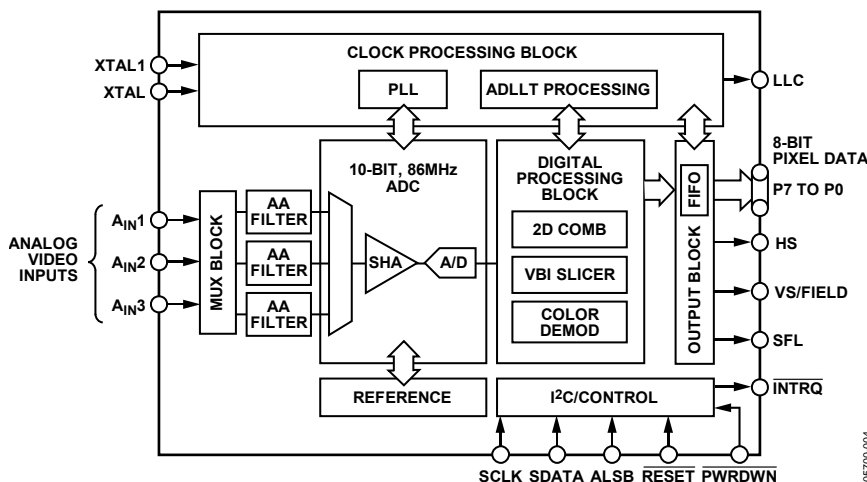 CLOCK PROCESSING BLOCK
XTAL1
XTAL
PLL
ADLLT PROCESSING
LLC
10-BIT, 86MHz
ADC
DIGITAL
PROCESSING
BLOCK
2D COMB
VBI SLICER
COLOR
DEMOD
FIFO
OUTPUT BLOCK
8-BIT
PIXEL DATA
P7 TO P0
HS
VS/FIELD
SFL
INTRQ
ANALOG
VIDEO
INPUTS
AIN1
AIN2
AIN3
MUX BLOCK
AA
FILTER
AA
FILTER
AA
FILTER
SHA
A/D
REFERENCE
I2C/CONTROL
SCLK
SDATA
ALSB
RESET
PWRDWN
05700-004